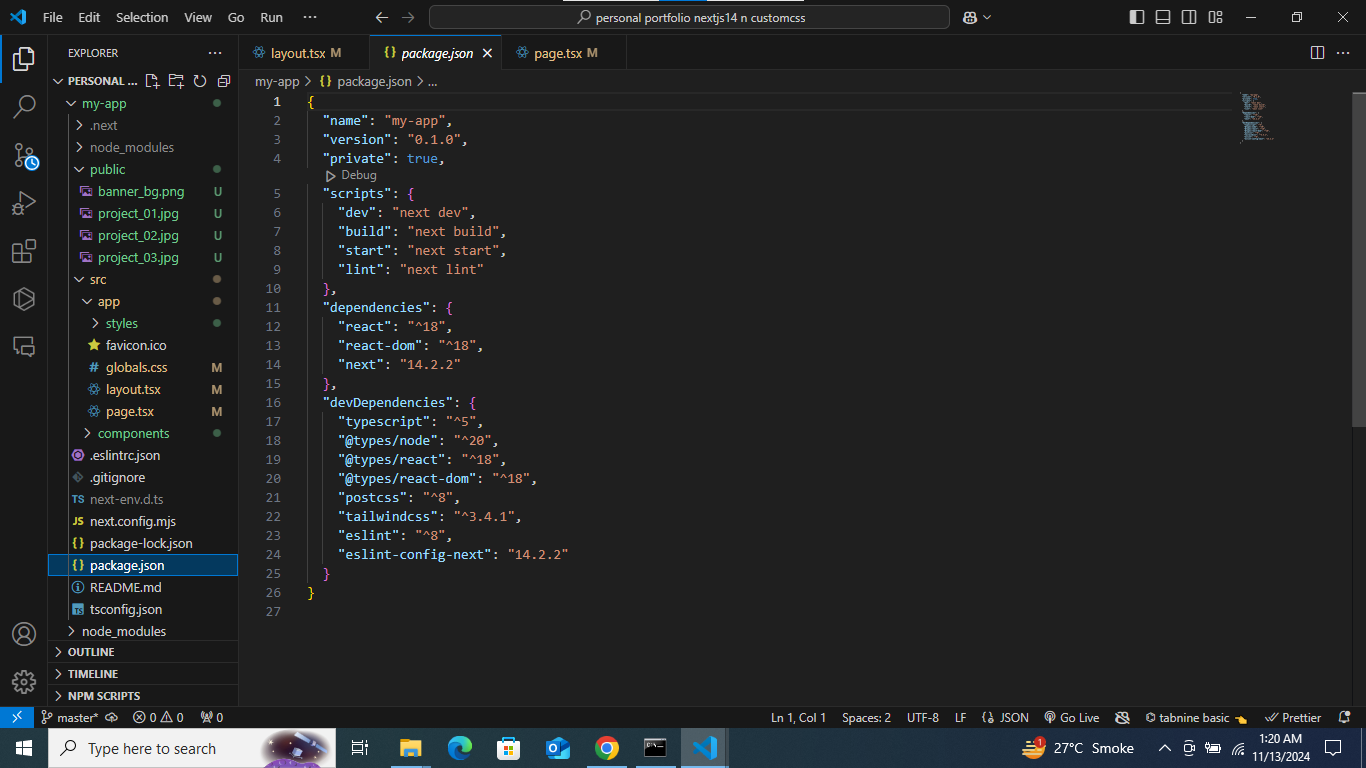 File Edit Selection View Go Run ···
personal portfolio nextjs14 n customcss
EXPLORER
PERSONAL ...
my-app
.next
node_modules
public
banner_bg.png U
project_01.jpg U
project_02.jpg U
project_03.jpg U
src
app
styles
favicon.ico
# globals.css M
layout.tsx M
page.tsx M
components
.eslintrc.json
.gitignore
TS next-env.d.ts
JS next.config.mjs
{} package-lock.json
{} package.json
README.md
TS tsconfig.json
node_modules
OUTLINE
TIMELINE
NPM SCRIPTS
layout.tsx M
{} package.json
page.tsx M
my-app > {} package.json > ...
1 {
2 "name": "my-app",
3 "version": "0.1.0",
4 "private": true,
Debug
5 "scripts": {
6 "dev": "next dev",
7 "build": "next build",
8 "start": "next start",
9 "lint": "next lint"
10 },
11 "dependencies": {
12 "react": "^18",
13 "react-dom": "^18",
14 "next": "14.2.2"
15 },
16 "devDependencies": {
17 "typescript": "^5",
18 "@types/node": "^20",
19 "@types/react": "^18",
20 "@types/react-dom": "^18",
21 "postcss": "^8",
22 "tailwindcss": "^3.4.1",
23 "eslint": "^8",
24 "eslint-config-next": "14.2.2"
25 }
26 }
27
master* 0 0 0
Ln 1, Col 1 Spaces: 2 UTF-8 LF {} JSON Go Live tabnine basic Prettier
Type here to search
1 27°C Smoke
1:20 AM
11/13/2024